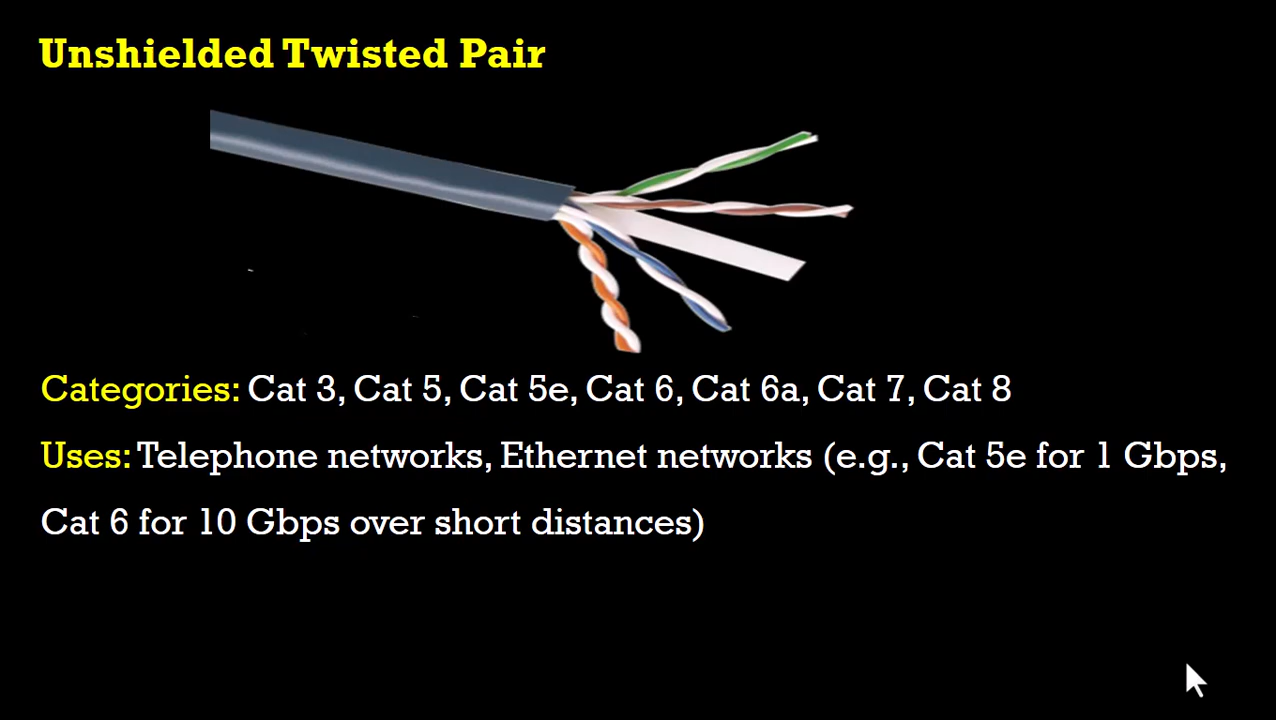 Unshielded Twisted Pair
Categories: Cat 3, Cat 5, Cat 5e, Cat 6, Cat 6a, Cat 7, Cat 8
Uses: Telephone networks, Ethernet networks (e.g., Cat 5e for 1 Gbps,
Cat 6 for 10 Gbps over short distances)